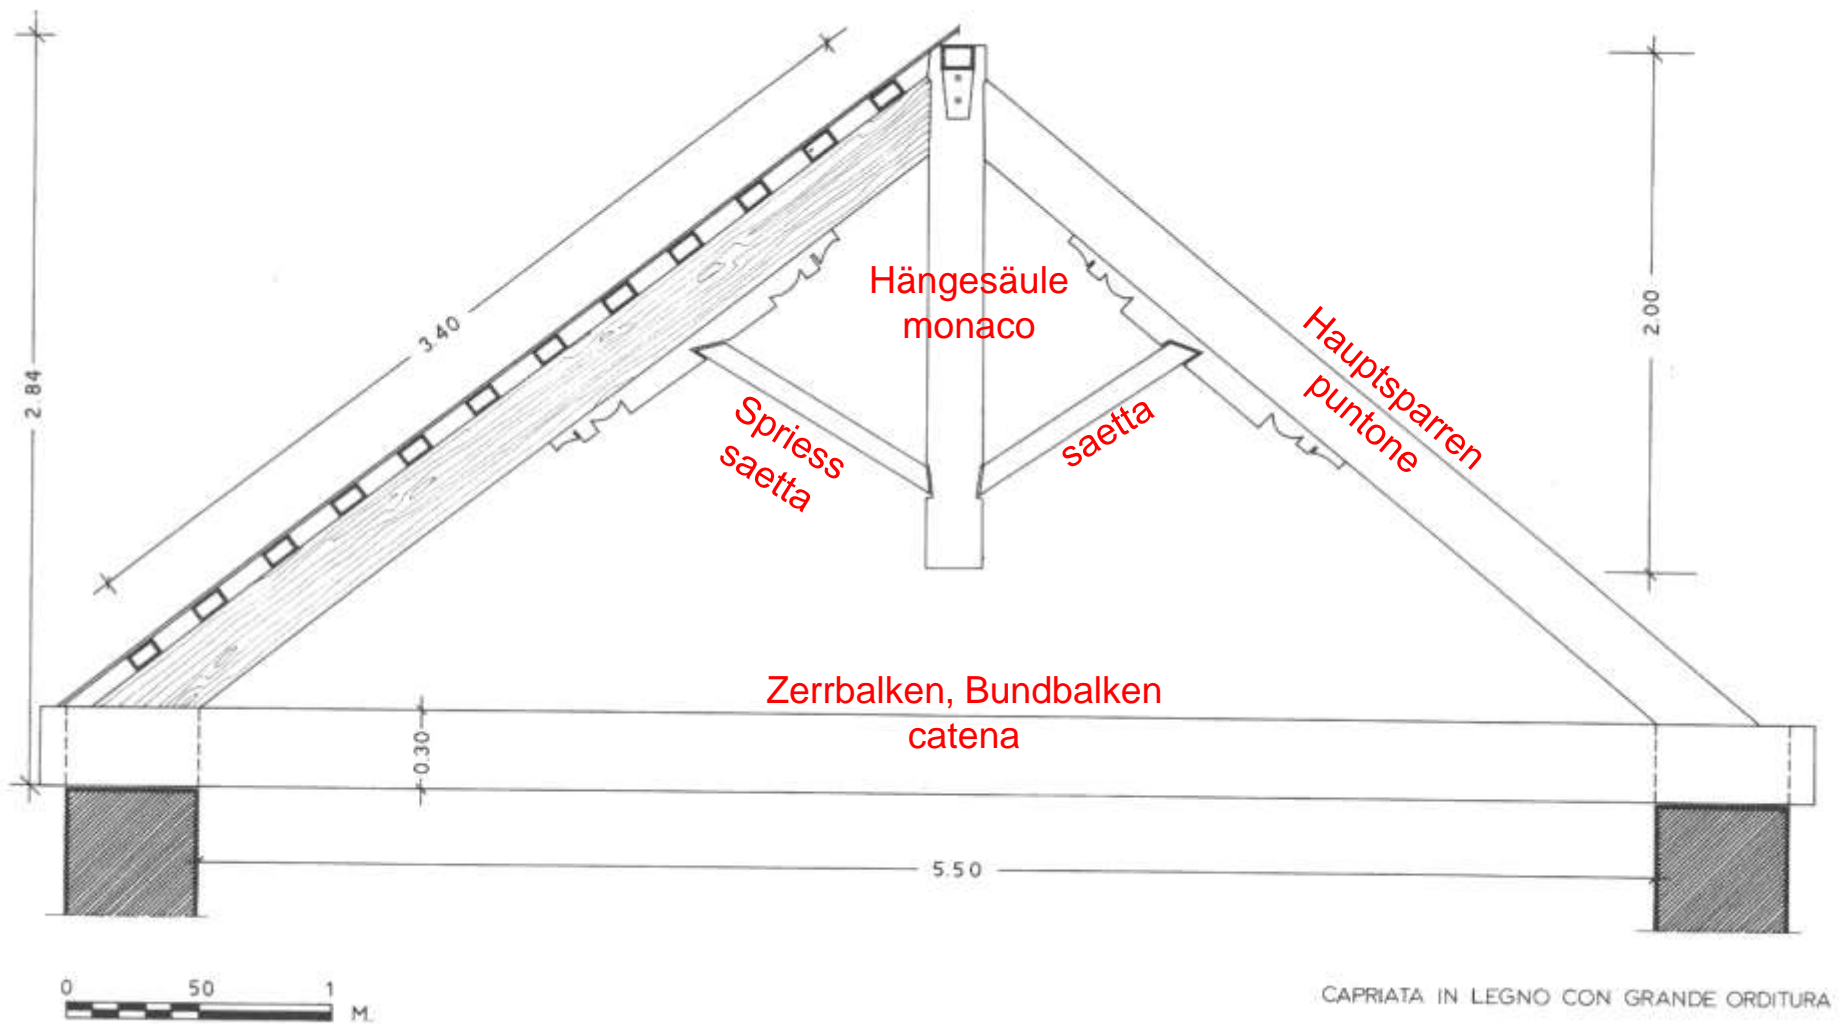 2.84
3.40
2.00
Hängesäule
monaco
Hauptsparren
puntone
Spriess
saetta
saetta
Zerrbalken, Bundbalken
catena
0.30
5.50
0 50 1
M.
CAPRIATA IN LEGNO CON GRANDE ORDITURA